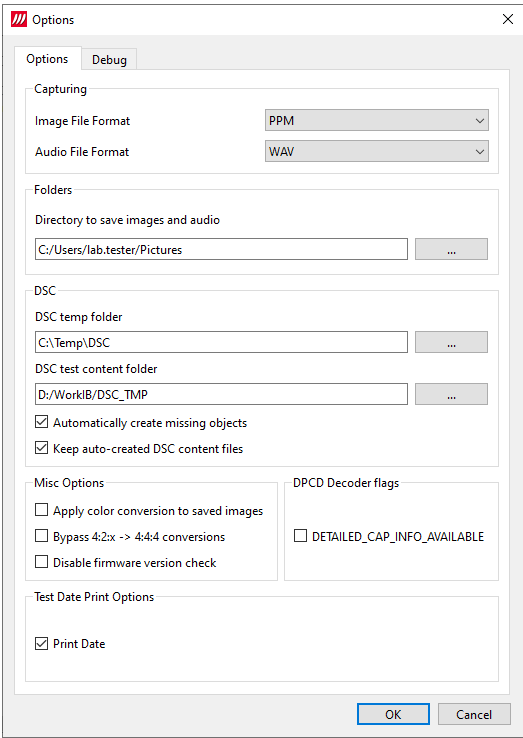 Options
Options
Debug
Capturing
Image File Format
PPM
Audio File Format
WAV
Folders
Directory to save images and audio
C:/Users/lab.tester/Pictures
...
DSC
DSC temp folder
C:\Temp\DSC
...
DSC test content folder
D:/WorkIB/DSC_TMP
...
Automatically create missing objects
Keep auto-created DSC content files
Misc Options
Apply color conversion to saved images
Bypass 4:2:x -> 4:4:4 conversions
Disable firmware version check
DPCD Decoder flags
DETAILED_CAP_INFO_AVAILABLE
Test Date Print Options
Print Date
OK
Cancel